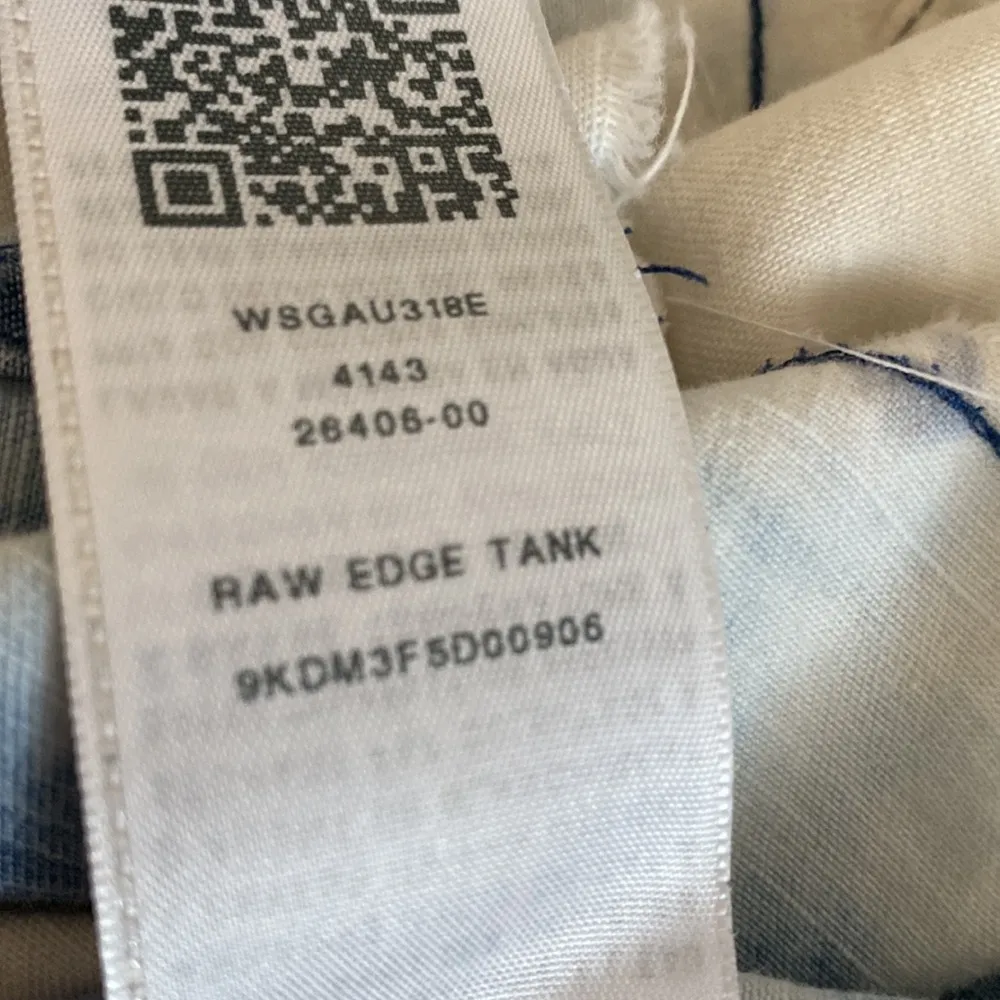 WSGAU318E
4143
26406-00
RAW EDGE TANK
9KDM3F5D00906